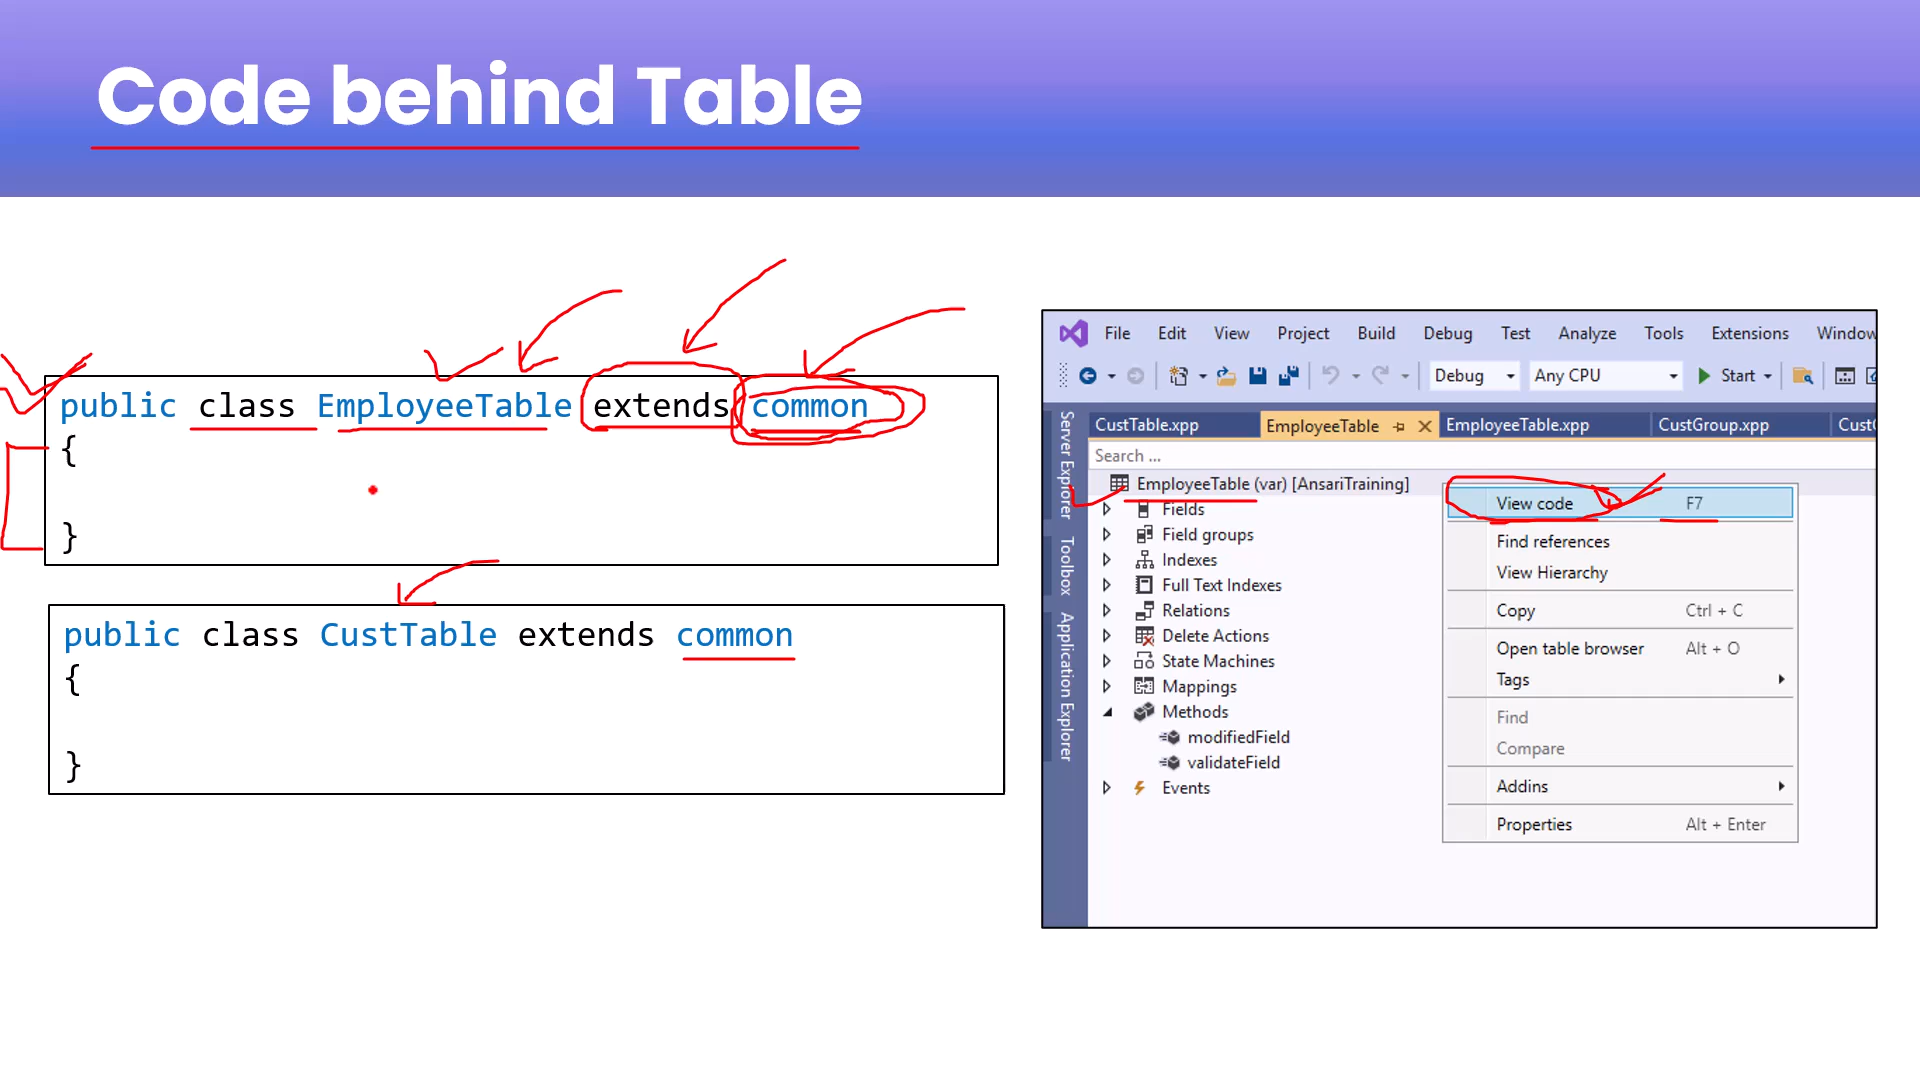 Code behind Table
public class EmployeeTable extends common
{
}
public class CustTable extends common
{
}
File Edit View Project Build Debug Test Analyze Tools Extensions Window
Debug Any CPU Start
CustTable.xpp EmployeeTable EmployeeTable.xpp CustGroup.xpp
Server Explorer
Toolbox
Application Explorer
Search ...
EmployeeTable (var) [AnsariTraining]
Fields
Field groups
Indexes
Full Text Indexes
Relations
Delete Actions
State Machines
Mappings
Methods
modifiedField
validateField
Events
View code F7
Find references
View Hierarchy
Copy Ctrl + C
Open table browser Alt + O
Tags
Find
Compare
Addins
Properties Alt + Enter